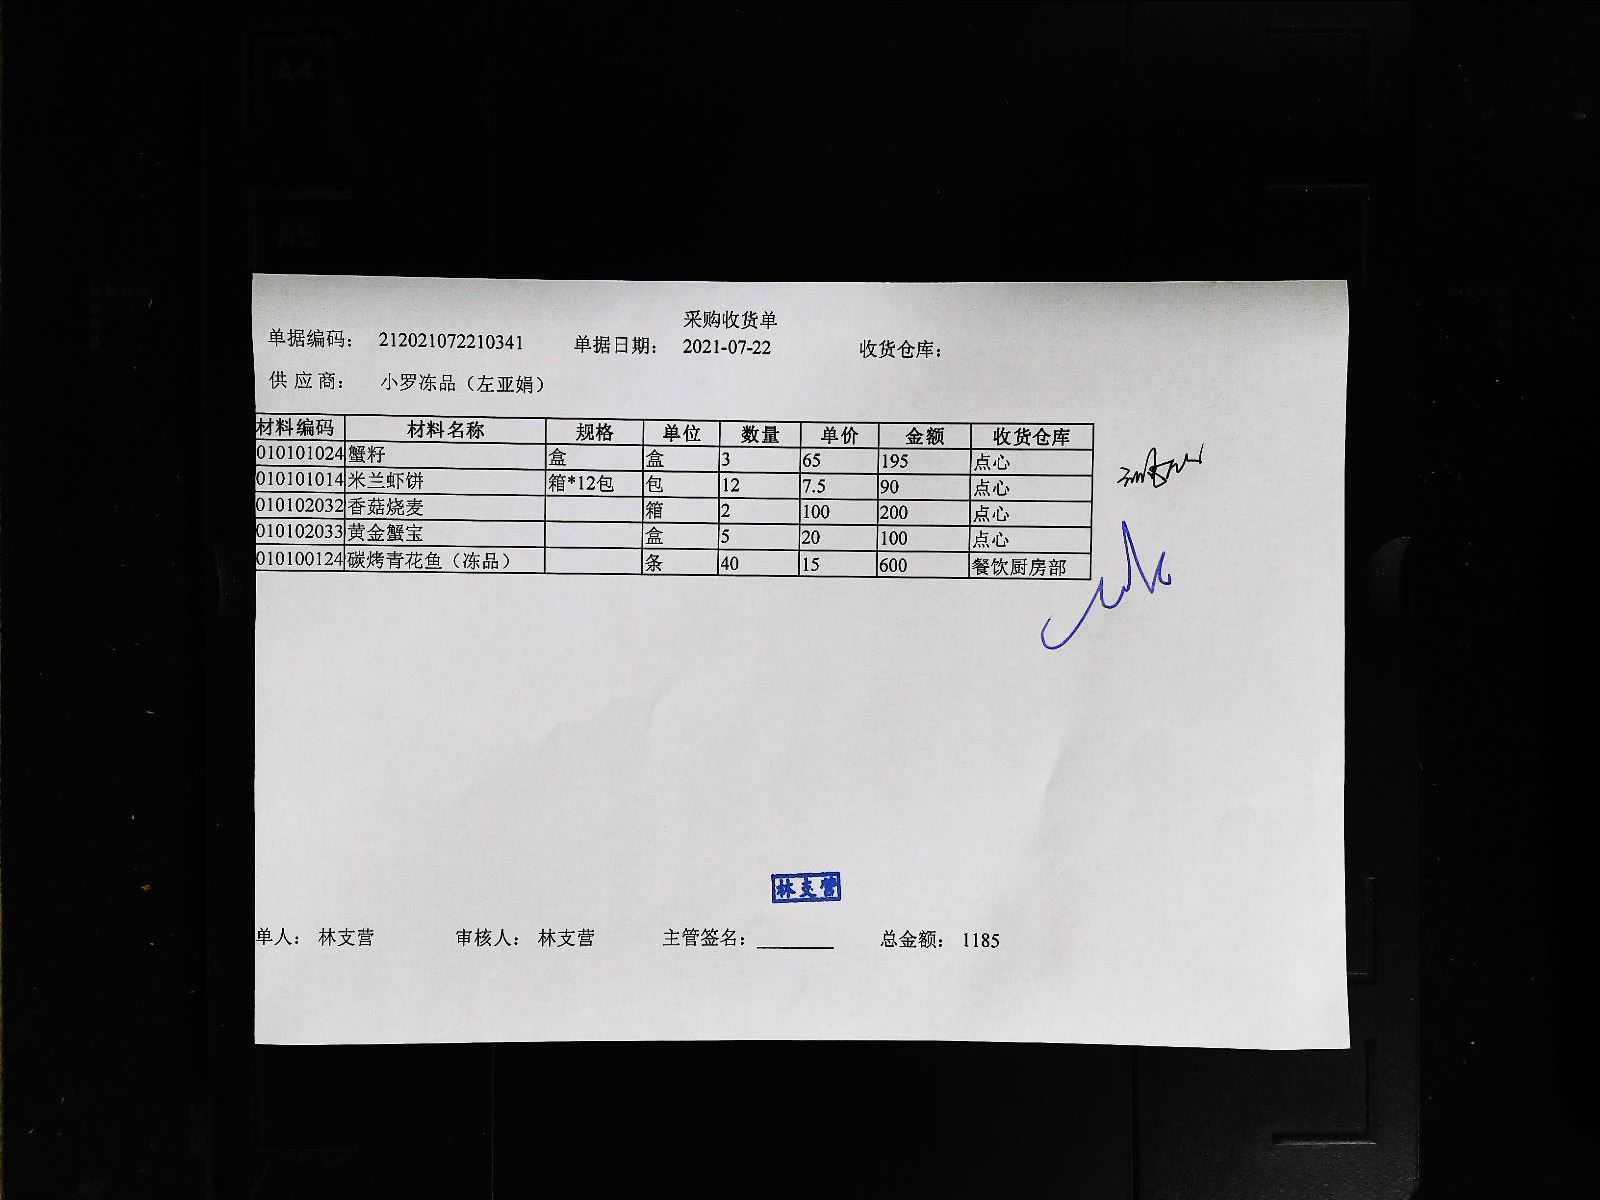 A4
A5
采购收货单
单据编码： 212021072210341 单据日期： 2021-07-22 收货仓库：
供 应 商： 小罗冻品（左亚娟）
材料编码 材料名称 规格 单位 数量 单价 金额 收货仓库
010101024 蟹籽 盒 盒 3 65 195 点心
010101014 米兰虾饼 箱*12包 包 12 7.5 90 点心
010102032 香菇烧麦 箱 2 100 200 点心
010102033 黄金蟹宝 盒 5 20 100 点心
010100124 碳烤青花鱼（冻品） 条 40 15 600 餐饮厨房部
林支营
单人： 林支营 审核人： 林支营 主管签名： 总金额： 1185